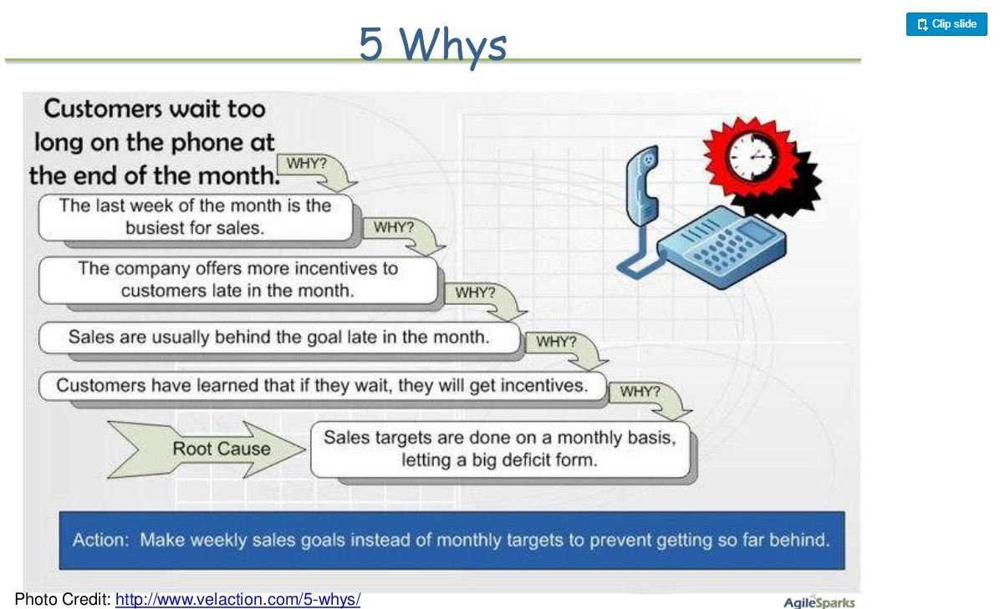 Clip slide
5 Whys
Customers wait too
long on the phone at
the end of the month.
WHY?
The last week of the month is the
busiest for sales.
WHY?
The company offers more incentives to
customers late in the month.
WHY?
Sales are usually behind the goal late in the month.
WHY?
Customers have learned that if they wait, they will get incentives.
WHY?
Root Cause
Sales targets are done on a monthly basis,
letting a big deficit form.
Action:  Make weekly sales goals instead of monthly targets to prevent getting so far behind.
Photo Credit: http://www.velaction.com/5-whys/
AgileSparks